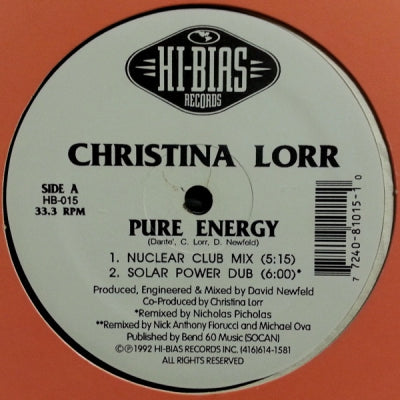 HI-BIAS
RECORDS
CHRISTINA LORR
SIDE A
HB-015
33.3 RPM
PURE ENERGY
(Dante', C. Lorr, D. Newfeld)
1. NUCLEAR CLUB MIX (5:15)
2. SOLAR POWER DUB (6:00)*
Produced, Engineered & Mixed by David Newfeld
Co-Produced by Christina Lorr
*Remixed by Nicholas Picholas
**Remixed by Nick Anthony Fiorucci and Michael Ova
Published by Bend 60 Music (SOCAN)
©℗1992 HI-BIAS RECORDS INC. (416)614-1581
ALL RIGHTS RESERVED
7 7240-81015-1 0